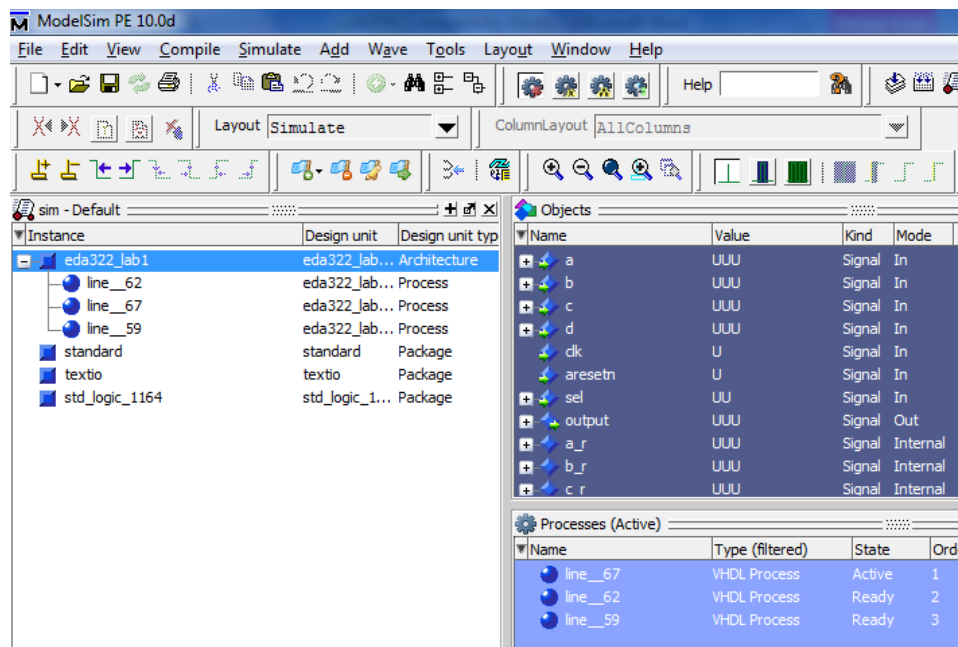 ModelSim PE 10.0d
File Edit View Compile Simulate Add Wave Tools Layout Window Help
Help
Layout Simulate ColumnLayout AllColumns
sim - Default
Instance Design unit Design unit typ
eda322_lab1 eda322_lab... Architecture
line__62 eda322_lab... Process
line__67 eda322_lab... Process
line__59 eda322_lab... Process
standard standard Package
textio textio Package
std_logic_1164 std_logic_1... Package
Objects
Name Value Kind Mode
a UUU Signal In
b UUU Signal In
c UUU Signal In
d UUU Signal In
clk U Signal In
aresetn U Signal In
sel UU Signal In
output UUU Signal Out
a_r UUU Signal Internal
b_r UUU Signal Internal
c_r UUU Signal Internal
Processes (Active)
Name Type (filtered) State Ord
line__67 VHDL Process Active 1
line__62 VHDL Process Ready 2
line__59 VHDL Process Ready 3